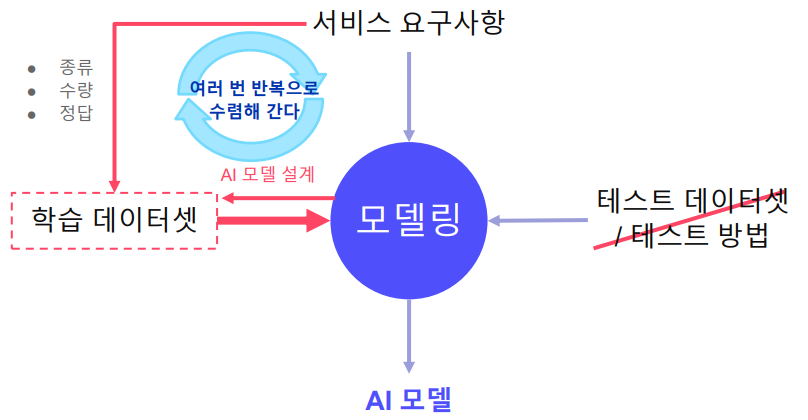 서비스 요구사항
● 종류
● 수량
● 정답
여러 번 반복으로
수렴해 간다
AI 모델 설계
학습 데이터셋
모델링
테스트 데이터셋
/ 테스트 방법
AI 모델